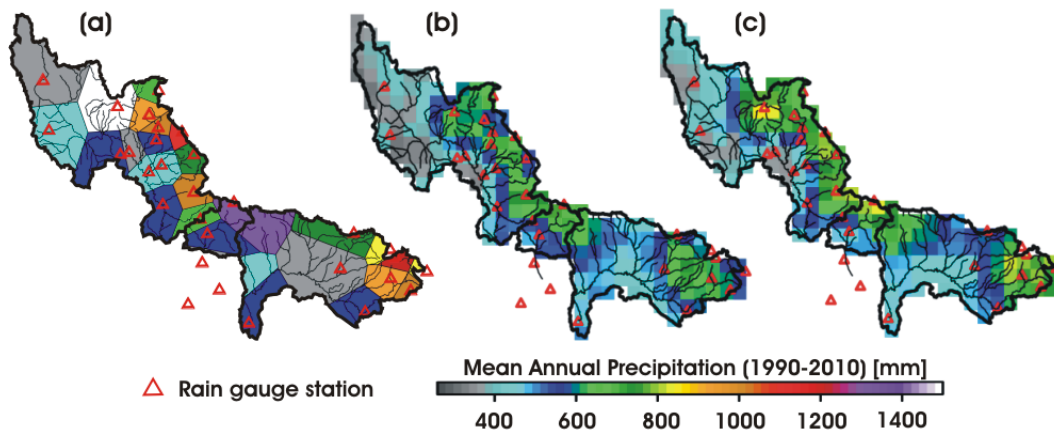 (a)
(b)
(c)
Mean Annual Precipitation (1990-2010) [mm]
Rain gauge station
400 600 800 1000 1200 1400